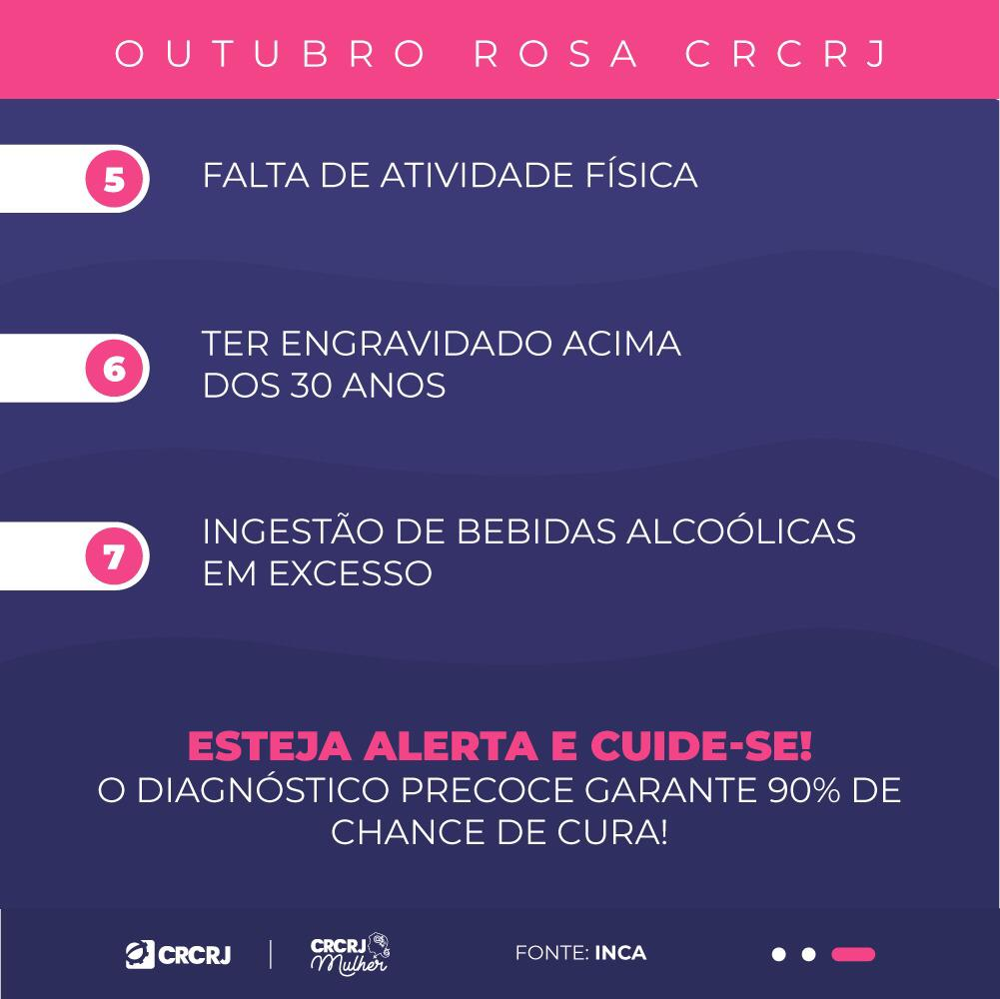 OUTUBRO ROSA CRCRJ
5
FALTA DE ATIVIDADE FÍSICA
6
TER ENGRAVIDADO ACIMA
DOS 30 ANOS
7
INGESTÃO DE BEBIDAS ALCOÓLICAS
EM EXCESSO
ESTEJA ALERTA E CUIDE-SE!
O DIAGNÓSTICO PRECOCE GARANTE 90% DE
CHANCE DE CURA!
CRCRJ
CRCRJ
Mulher
FONTE: INCA